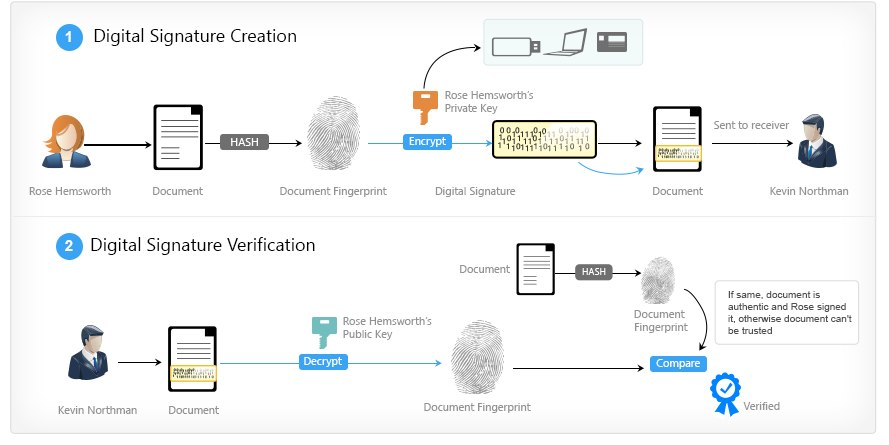 1 Digital Signature Creation
Rose Hemsworth's
Private Key
HASH
Encrypt
Sent to receiver
Rose Hemsworth
Document
Document Fingerprint
Digital Signature
Document
Kevin Northman
2 Digital Signature Verification
Document
HASH
Document
Fingerprint
If same, document is
authentic and Rose signed
it, otherwise document can't
be trusted
Rose Hemsworth's
Public Key
Decrypt
Compare
Kevin Northman
Document
Document Fingerprint
Verified